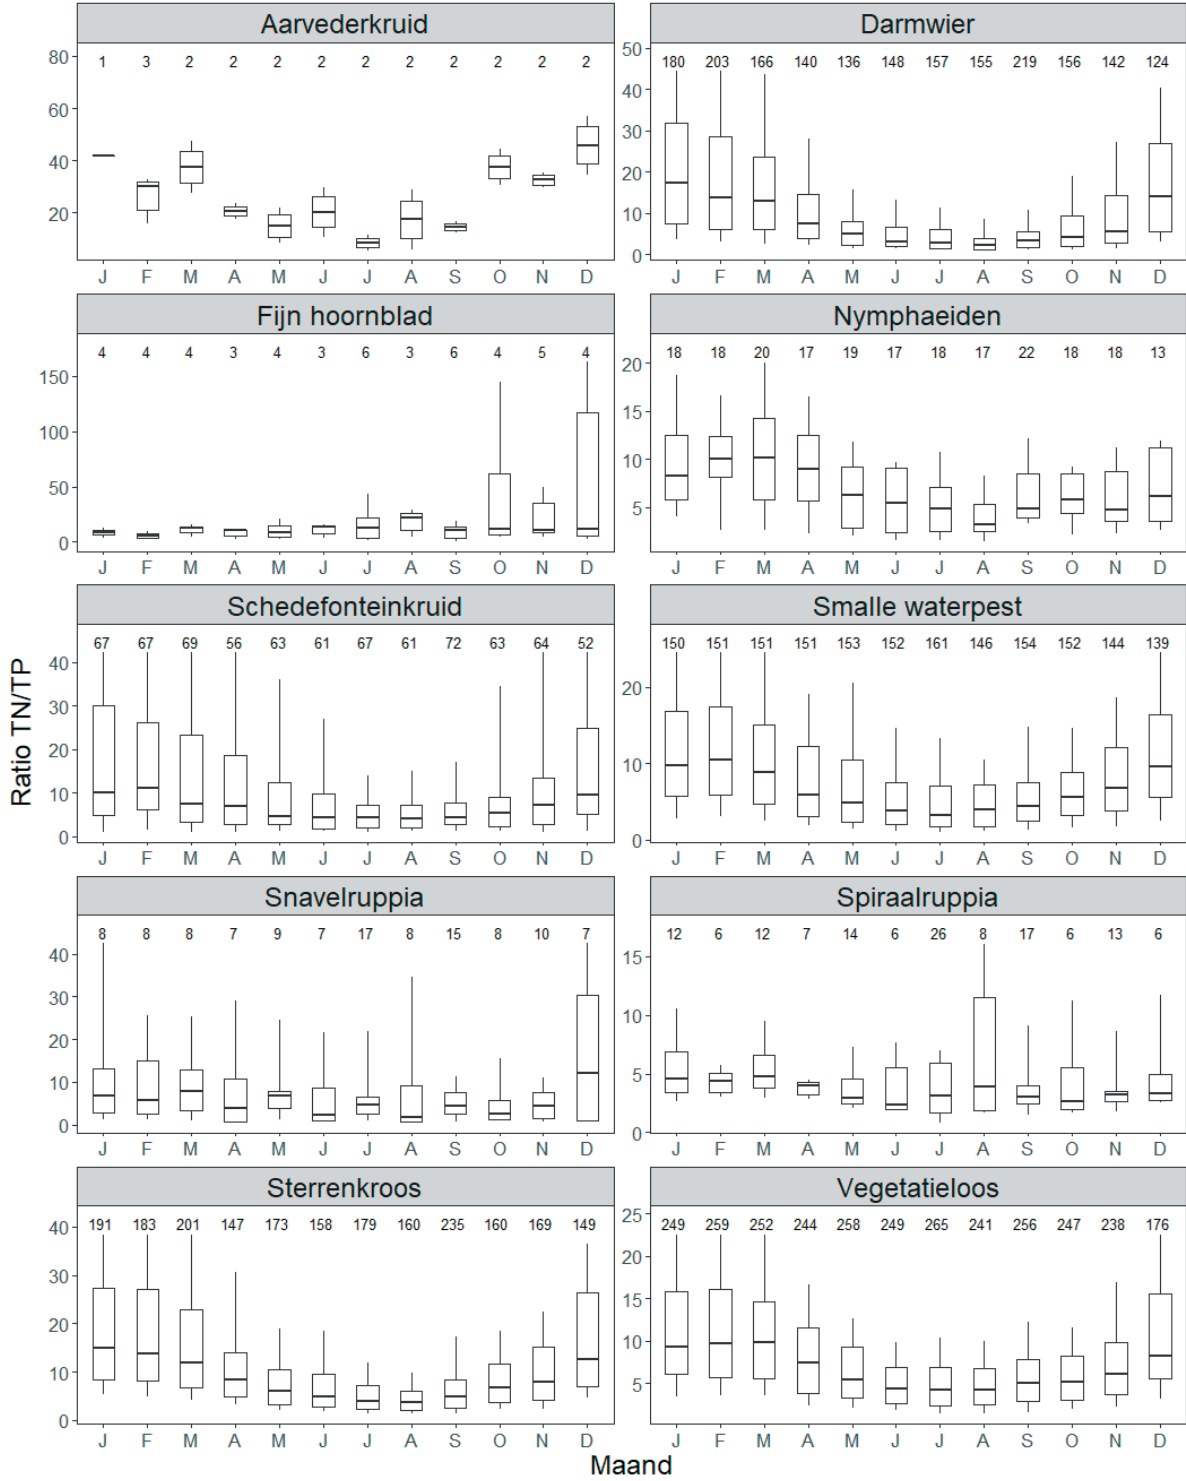 Aarvederkruid
Darmwier
80
1 3 2 2 2 2 2 2 2 2 2 2
60
40
20
J F M A M J J A S O N D
50
180 203 166 140 136 148 157 155 219 156 142 124
40
30
20
10
0
J F M A M J J A S O N D
Fijn hoornblad
Nymphaeiden
4 4 4 3 4 3 6 3 6 4 5 4
150
100
50
0
J F M A M J J A S O N D
18 18 20 17 19 17 18 17 22 18 18 13
20
15
10
5
J F M A M J J A S O N D
Schedefonteinkruid
Smalle waterpest
67 67 69 56 63 61 67 61 72 63 64 52
40
30
20
10
0
J F M A M J J A S O N D
150 151 151 151 153 152 161 146 154 152 144 139
20
10
0
J F M A M J J A S O N D
Ratio TN/TP
Snavelruppia
Spiraalruppia
8 8 8 7 9 7 17 8 15 8 10 7
40
30
20
10
0
J F M A M J J A S O N D
12 6 12 7 14 6 26 8 17 6 13 6
15
10
5
0
J F M A M J J A S O N D
Sterrenkroos
Vegetatieloos
191 183 201 147 173 158 179 160 235 160 169 149
40
30
20
10
0
J F M A M J J A S O N D
25
249 259 252 244 258 249 265 241 256 247 238 176
20
15
10
5
J F M A M J J A S O N D
Maand